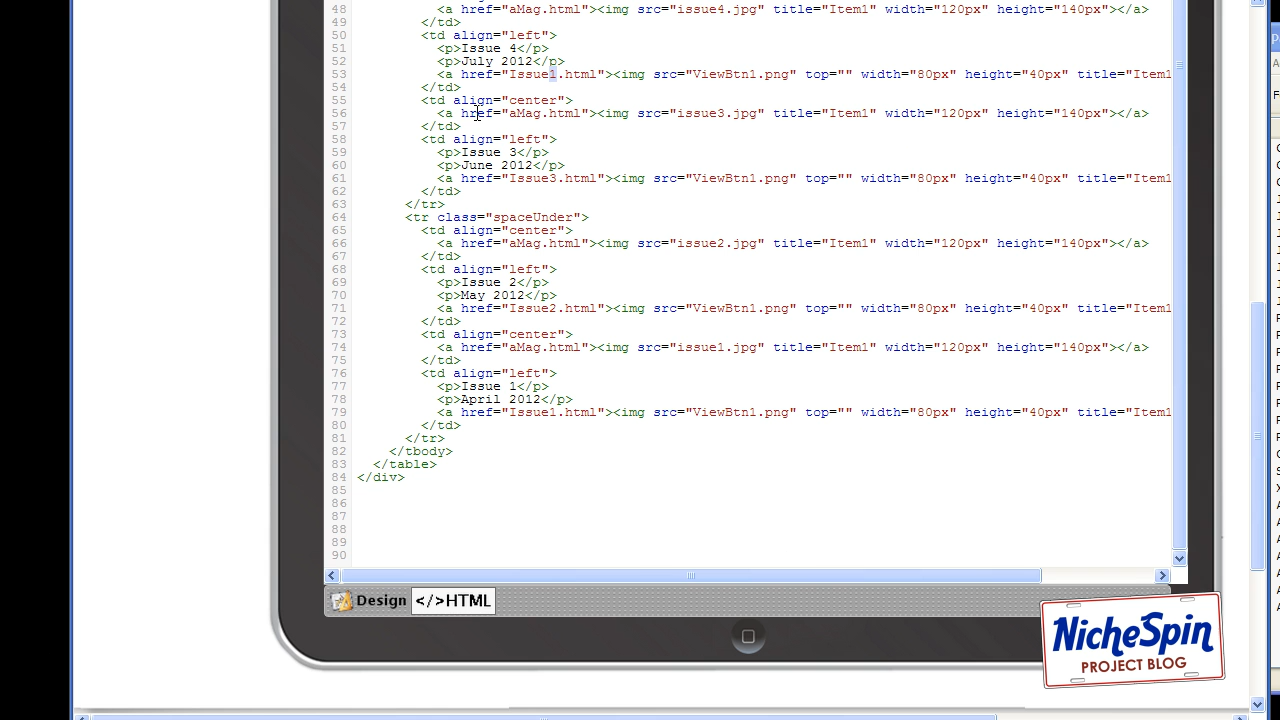 48 <a href="aMag.html"><img src="issue4.jpg" title="Item1" width="120px" height="140px"></a>
49 </td>
50 <td align="left">
51 <p>Issue 4</p>
52 <p>July 2012</p>
53 <a href="Issue1.html"><img src="ViewBtn1.png" top="" width="80px" height="40px" title="Item1
54 </td>
55 <td align="center">
56 <a href="aMag.html"><img src="issue3.jpg" title="Item1" width="120px" height="140px"></a>
57 </td>
58 <td align="left">
59 <p>Issue 3</p>
60 <p>June 2012</p>
61 <a href="Issue3.html"><img src="ViewBtn1.png" top="" width="80px" height="40px" title="Item1
62 </td>
63 </tr>
64 <tr class="spaceUnder">
65 <td align="center">
66 <a href="aMag.html"><img src="issue2.jpg" title="Item1" width="120px" height="140px"></a>
67 </td>
68 <td align="left">
69 <p>Issue 2</p>
70 <p>May 2012</p>
71 <a href="Issue2.html"><img src="ViewBtn1.png" top="" width="80px" height="40px" title="Item1
72 </td>
73 <td align="center">
74 <a href="aMag.html"><img src="issue1.jpg" title="Item1" width="120px" height="140px"></a>
75 </td>
76 <td align="left">
77 <p>Issue 1</p>
78 <p>April 2012</p>
79 <a href="Issue1.html"><img src="ViewBtn1.png" top="" width="80px" height="40px" title="Item1
80 </td>
81 </tr>
82 </tbody>
83 </table>
84 </div>
85
86
87
88
89
90
Design </>HTML
NicheSpin
PROJECT BLOG